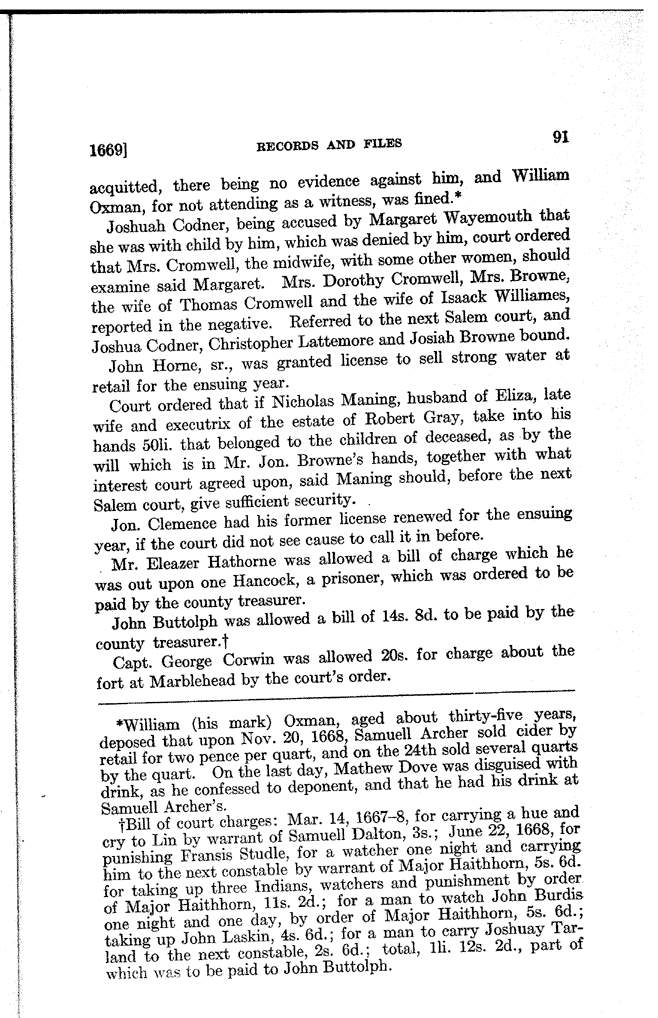 1669] RECORDS AND FILES 91
acquitted, there being no evidence against him, and William
Oxman, for not attending as a witness, was fined.*
Joshuah Codner, being accused by Margaret Wayemouth that
she was with child by him, which was denied by him, court ordered
that Mrs. Cromwell, the midwife, with some other women, should
examine said Margaret. Mrs. Dorothy Cromwell, Mrs. Browne,
the wife of Thomas Cromwell and the wife of Isaack Williames,
reported in the negative. Referred to the next Salem court, and
Joshua Codner, Christopher Lattemore and Josiah Browne bound.
John Horne, sr., was granted license to sell strong water at
retail for the ensuing year.
Court ordered that if Nicholas Maning, husband of Eliza, late
wife and executrix of the estate of Robert Gray, take into his
hands 50li. that belonged to the children of deceased, as by the
will which is in Mr. Jon. Browne's hands, together with what
interest court agreed upon, said Maning should, before the next
Salem court, give sufficient security.
Jon. Clemence had his former license renewed for the ensuing
year, if the court did not see cause to call it in before.
Mr. Eleazer Hathorne was allowed a bill of charge which he
was out upon one Hancock, a prisoner, which was ordered to be
paid by the county treasurer.
John Buttolph was allowed a bill of 14s. 8d. to be paid by the
county treasurer.†
Capt. George Corwin was allowed 20s. for charge about the
fort at Marblehead by the court's order.
*William (his mark) Oxman, aged about thirty-five years,
deposed that upon Nov. 20, 1668, Samuell Archer sold cider by
retail for two pence per quart, and on the 24th sold several quarts
by the quart. On the last day, Mathew Dove was disguised with
drink, as he confessed to deponent, and that he had his drink at
Samuell Archer's.
†Bill of court charges: Mar. 14, 1667-8, for carrying a hue and
cry to Lin by warrant of Samuell Dalton, 3s.; June 22, 1668, for
punishing Fransis Studle, for a watcher one night and carrying
him to the next constable by warrant of Major Haithhorn, 5s. 6d.
for taking up three Indians, watchers and punishment by order
of Major Haithhorn, 11s. 2d.; for a man to watch John Burdis
one night and one day, by order of Major Haithhorn, 5s. 6d.;
taking up John Laskin, 4s. 6d.; for a man to carry Joshuay Tar-
land to the next constable, 2s. 6d.; total, 1li. 12s. 2d., part of
which was to be paid to John Buttolph.